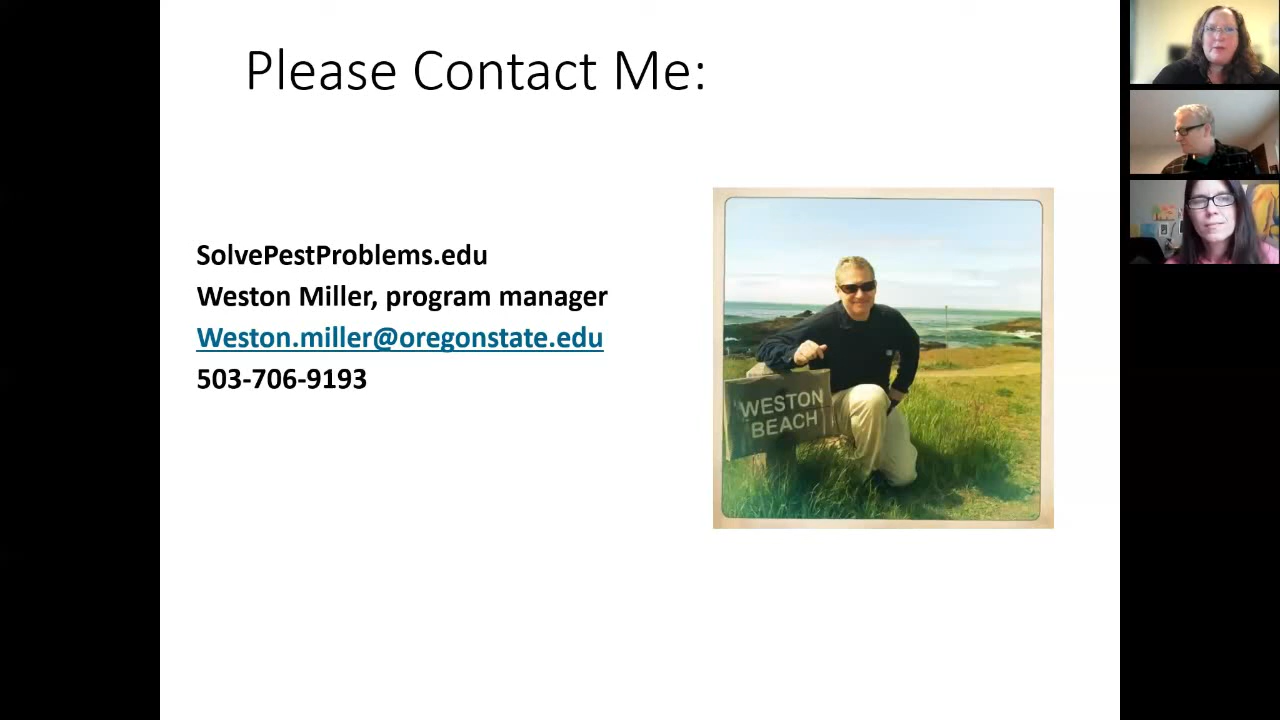 Please Contact Me:
SolvePestProblems.edu
Weston Miller, program manager
Weston.miller@oregonstate.edu
503-706-9193
WESTON
BEACH